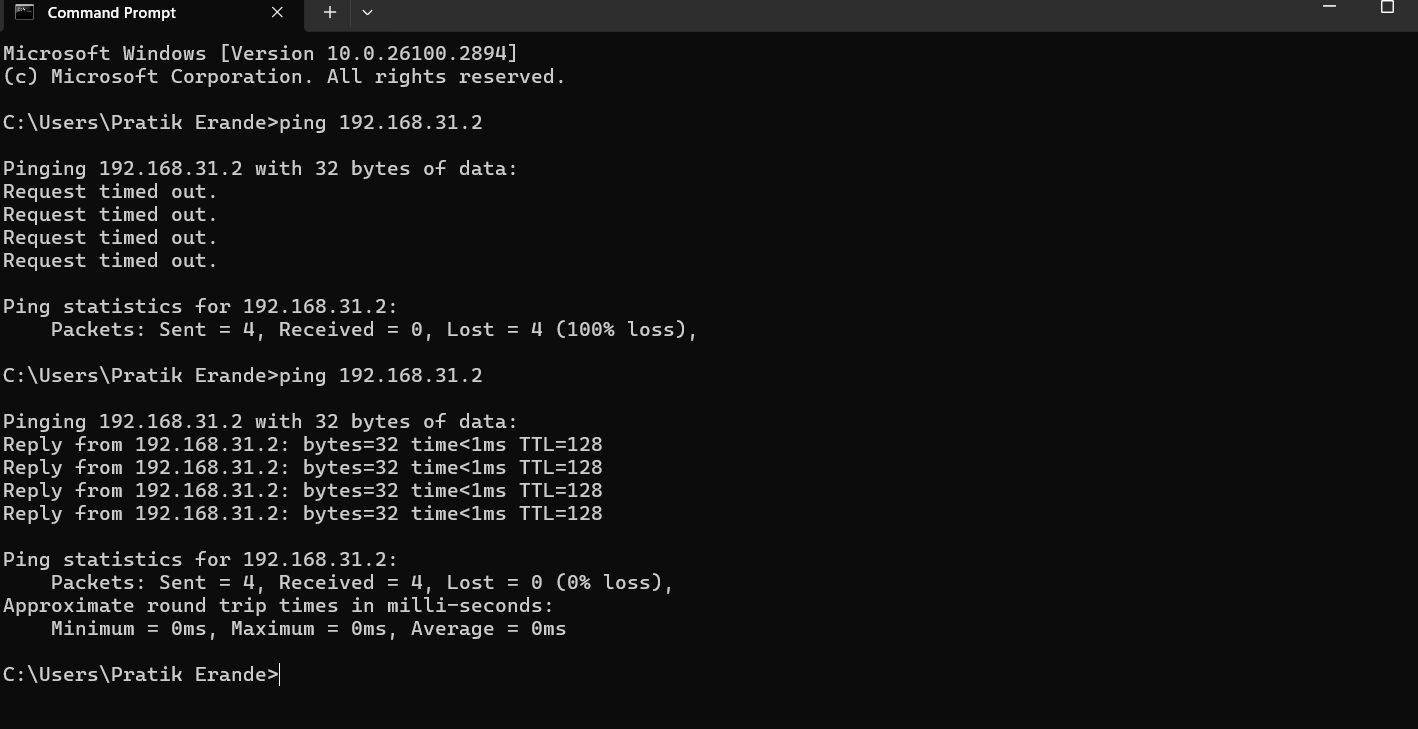 Command Prompt
Microsoft Windows [Version 10.0.26100.2894]
(c) Microsoft Corporation. All rights reserved.
C:\Users\Pratik Erande>ping 192.168.31.2
Pinging 192.168.31.2 with 32 bytes of data:
Request timed out.
Request timed out.
Request timed out.
Request timed out.
Ping statistics for 192.168.31.2:
    Packets: Sent = 4, Received = 0, Lost = 4 (100% loss),
C:\Users\Pratik Erande>ping 192.168.31.2
Pinging 192.168.31.2 with 32 bytes of data:
Reply from 192.168.31.2: bytes=32 time<1ms TTL=128
Reply from 192.168.31.2: bytes=32 time<1ms TTL=128
Reply from 192.168.31.2: bytes=32 time<1ms TTL=128
Reply from 192.168.31.2: bytes=32 time<1ms TTL=128
Ping statistics for 192.168.31.2:
    Packets: Sent = 4, Received = 4, Lost = 0 (0% loss),
Approximate round trip times in milli-seconds:
    Minimum = 0ms, Maximum = 0ms, Average = 0ms
C:\Users\Pratik Erande>